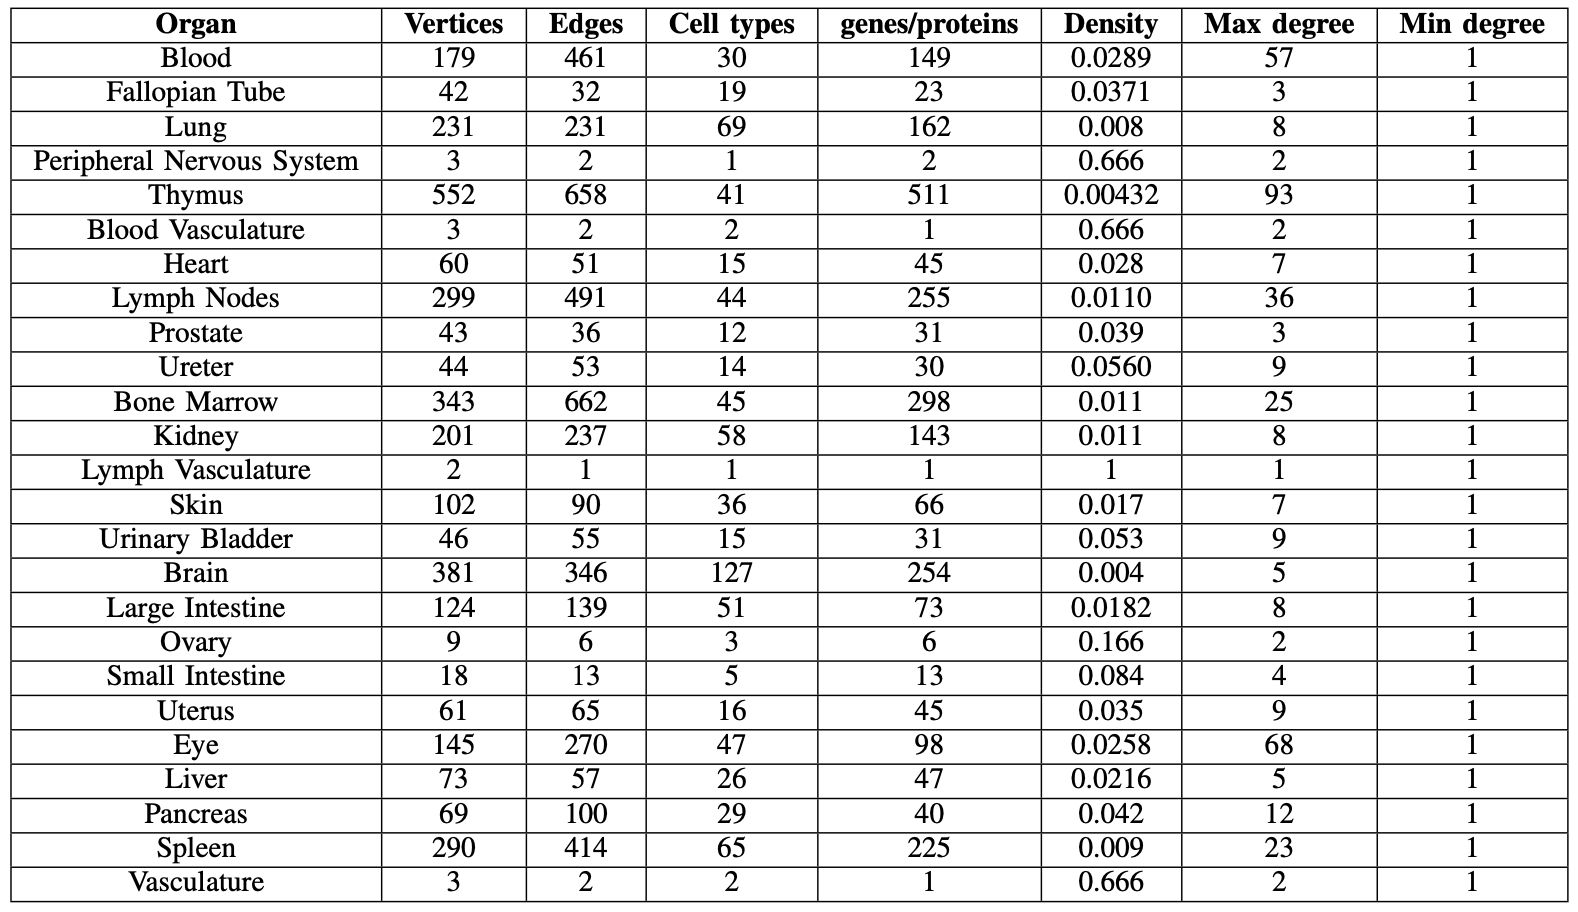 Organ Vertices Edges Cell types genes/proteins Density Max degree Min degree
Blood 179 461 30 149 0.0289 57 1
Fallopian Tube 42 32 19 23 0.0371 3 1
Lung 231 231 69 162 0.008 8 1
Peripheral Nervous System 3 2 1 2 0.666 2 1
Thymus 552 658 41 511 0.00432 93 1
Blood Vasculature 3 2 2 1 0.666 2 1
Heart 60 51 15 45 0.028 7 1
Lymph Nodes 299 491 44 255 0.0110 36 1
Prostate 43 36 12 31 0.039 3 1
Ureter 44 53 14 30 0.0560 9 1
Bone Marrow 343 662 45 298 0.011 25 1
Kidney 201 237 58 143 0.011 8 1
Lymph Vasculature 2 1 1 1 1 1 1
Skin 102 90 36 66 0.017 7 1
Urinary Bladder 46 55 15 31 0.053 9 1
Brain 381 346 127 254 0.004 5 1
Large Intestine 124 139 51 73 0.0182 8 1
Ovary 9 6 3 6 0.166 2 1
Small Intestine 18 13 5 13 0.084 4 1
Uterus 61 65 16 45 0.035 9 1
Eye 145 270 47 98 0.0258 68 1
Liver 73 57 26 47 0.0216 5 1
Pancreas 69 100 29 40 0.042 12 1
Spleen 290 414 65 225 0.009 23 1
Vasculature 3 2 2 1 0.666 2 1